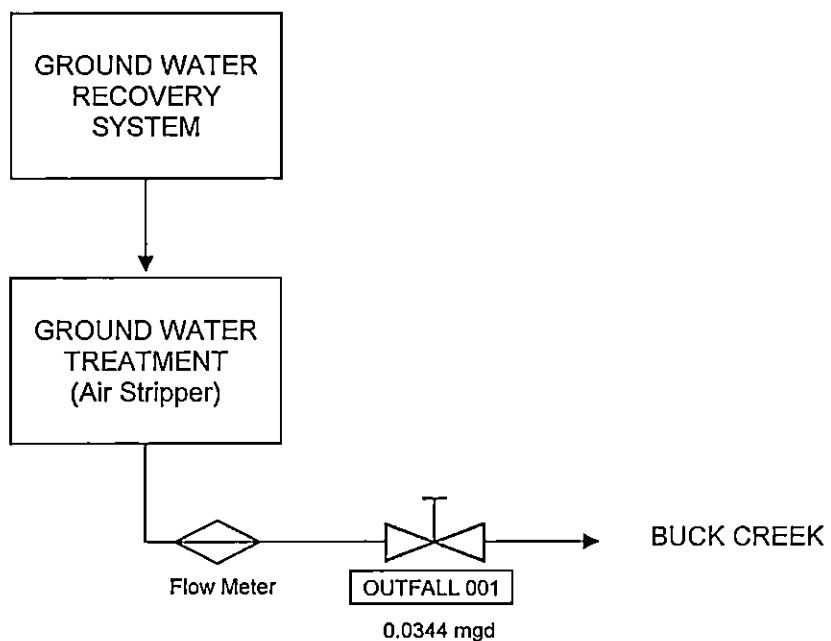 GROUND WATER
RECOVERY
SYSTEM
GROUND WATER
TREATMENT
(Air Stripper)
Flow Meter
OUTFALL 001
0.0344 mgd
BUCK CREEK